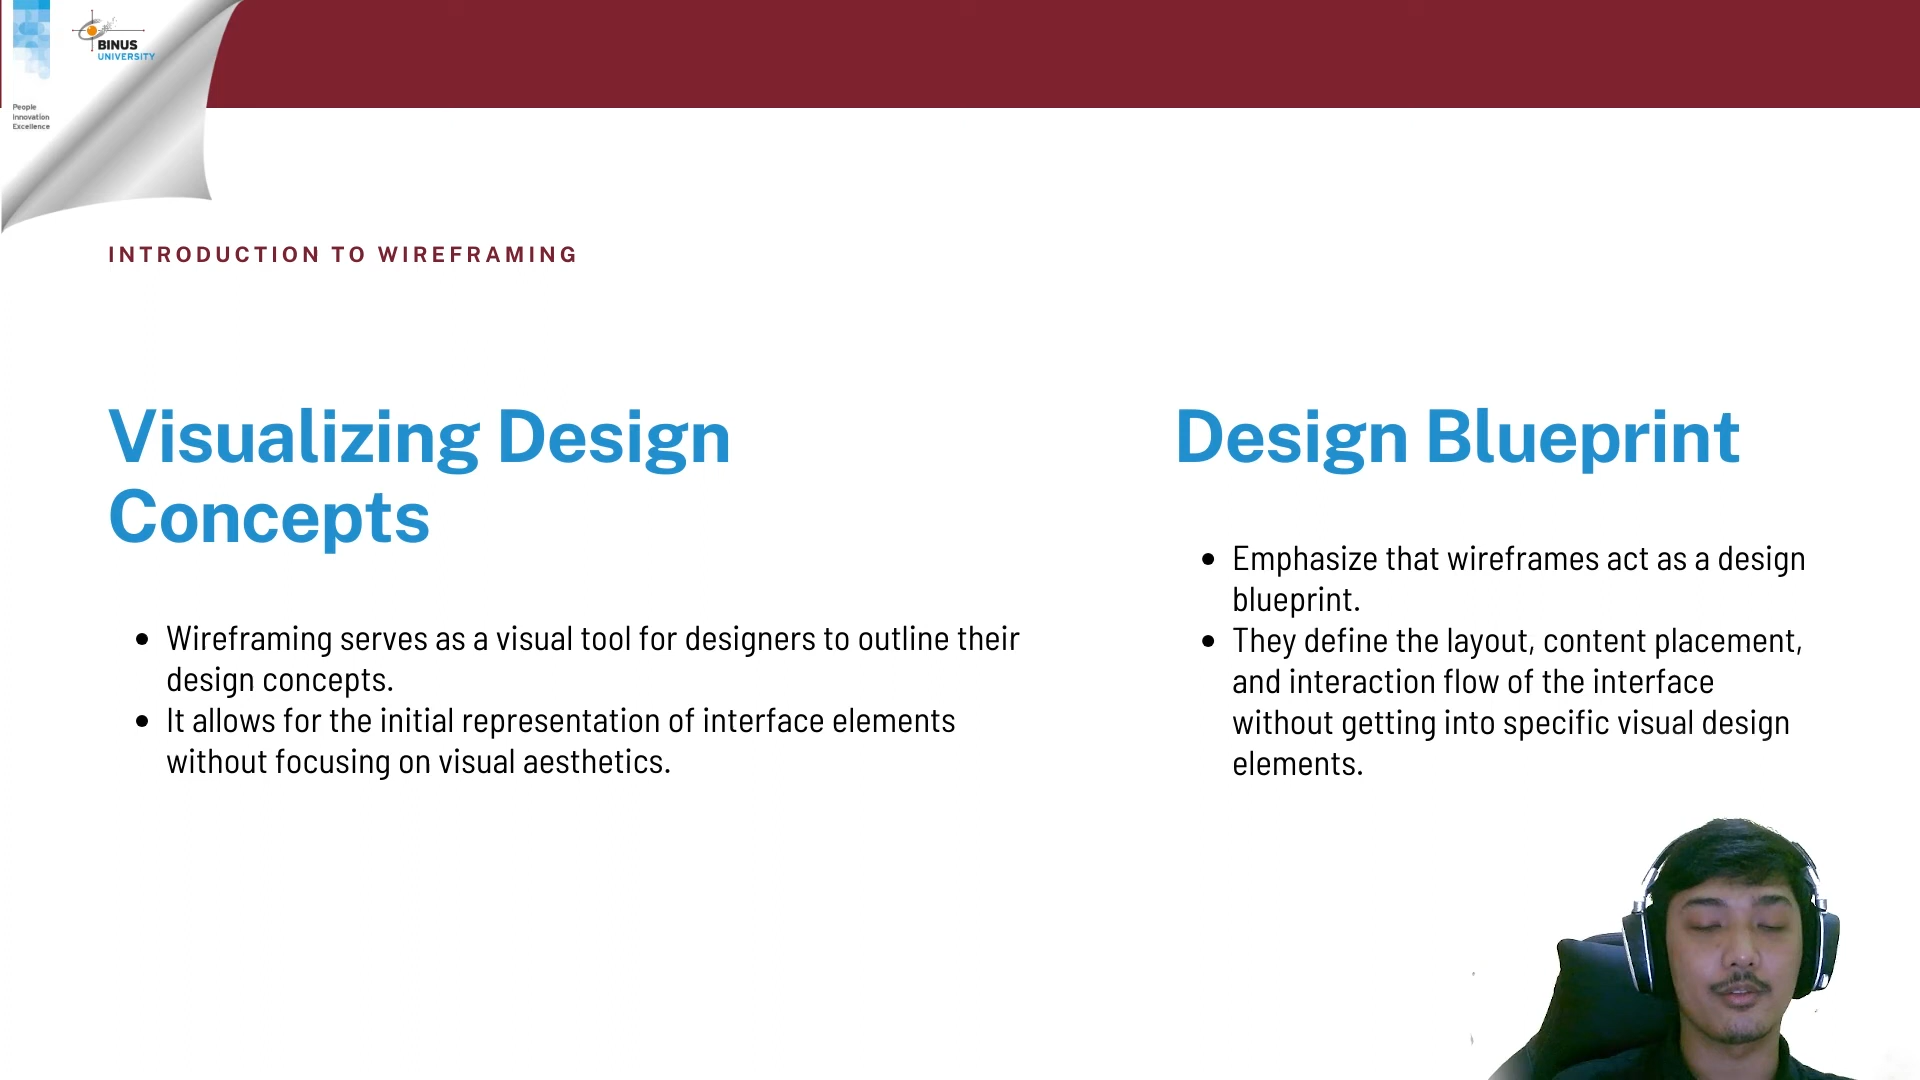 BINUS
UNIVERSITY
People
Innovation
Excellence
INTRODUCTION TO WIREFRAMING
Visualizing Design
Concepts
• Wireframing serves as a visual tool for designers to outline their
design concepts.
• It allows for the initial representation of interface elements
without focusing on visual aesthetics.
Design Blueprint
• Emphasize that wireframes act as a design
blueprint.
• They define the layout, content placement,
and interaction flow of the interface
without getting into specific visual design
elements.